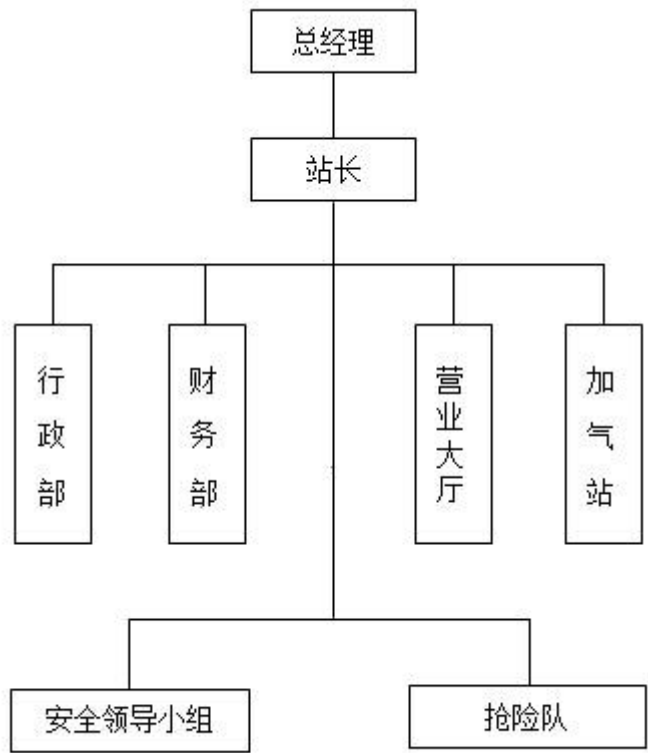 总经理
站长
行政部
财务部
营业大厅
加气站
安全领导小组
抢险队